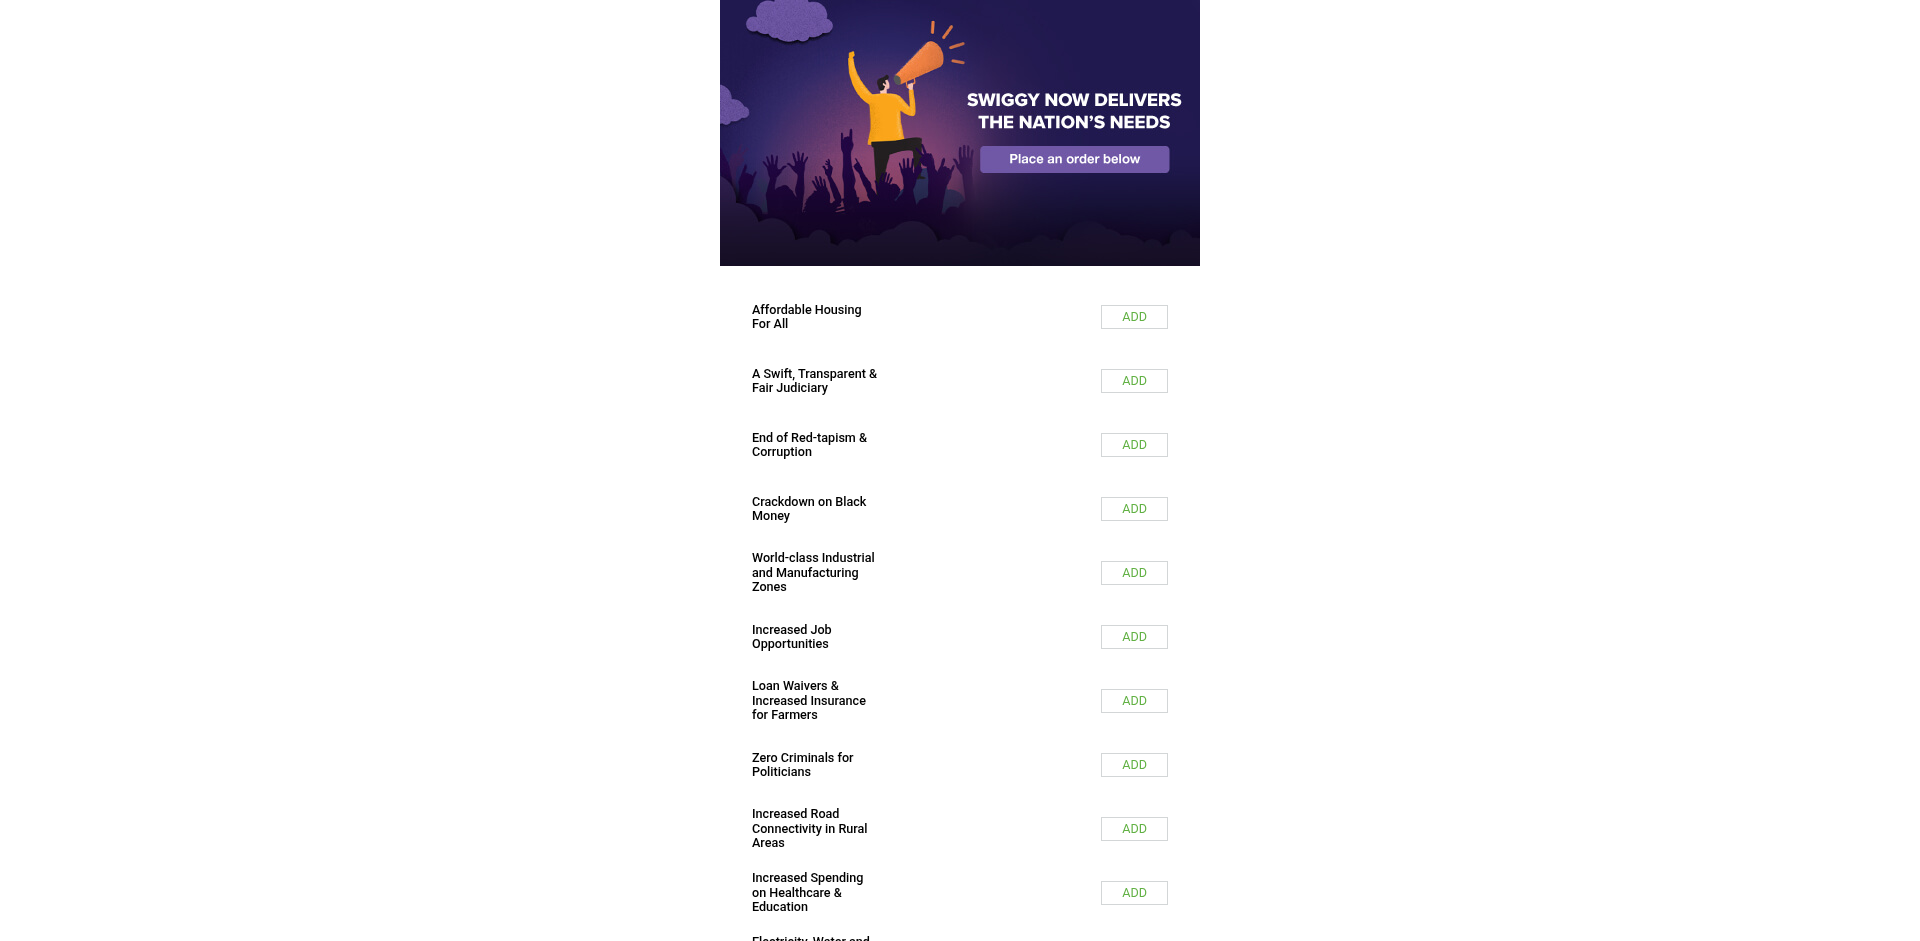 SWIGGY NOW DELIVERS
THE NATION'S NEEDS
Place an order below
Affordable Housing
For All
ADD
A Swift, Transparent &
Fair Judiciary
ADD
End of Red-tapism &
Corruption
ADD
Crackdown on Black
Money
ADD
World-class Industrial
and Manufacturing
Zones
ADD
Increased Job
Opportunities
ADD
Loan Waivers &
Increased Insurance
for Farmers
ADD
Zero Criminals for
Politicians
ADD
Increased Road
Connectivity in Rural
Areas
ADD
Increased Spending
on Healthcare &
Education
ADD
Electricity, Water and